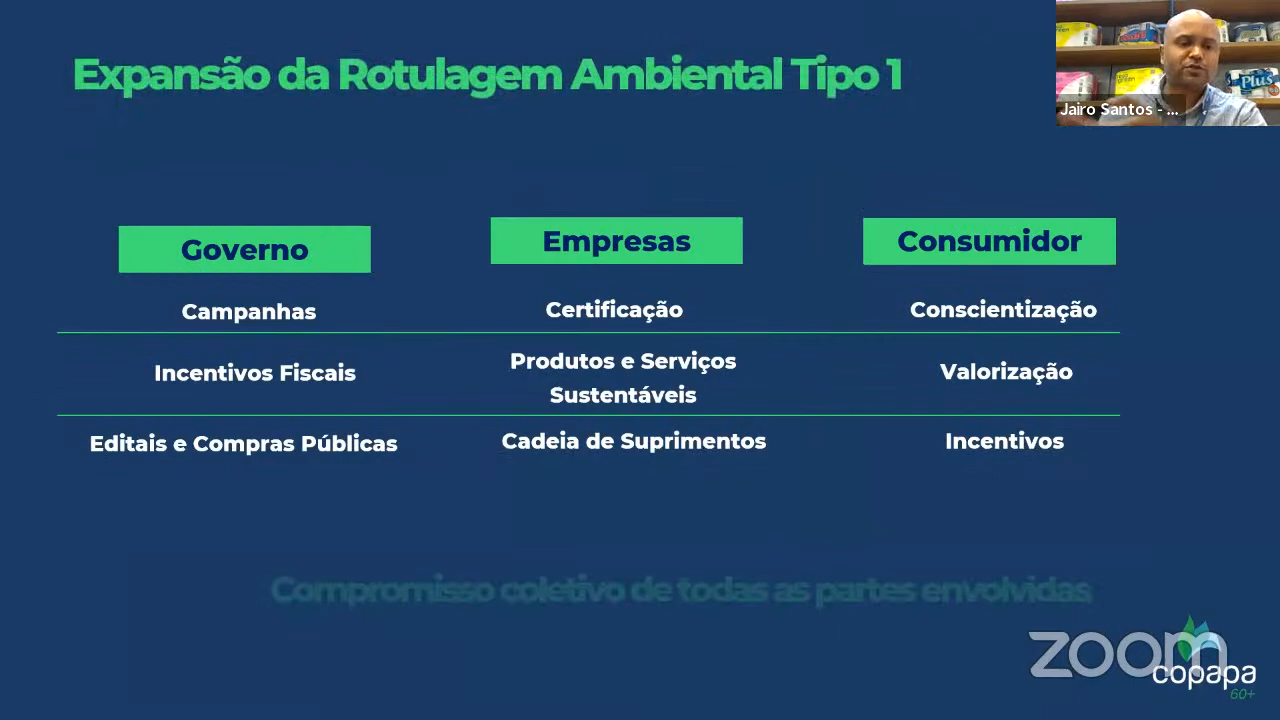 Expansão da Rotulagem Ambiental Tipo 1
Jairo Santos - ...
Plus
Governo
Empresas
Consumidor
Campanhas
Certificação
Conscientização
Incentivos Fiscais
Produtos e Serviços
Sustentáveis
Valorização
Editais e Compras Públicas
Cadeia de Suprimentos
Incentivos
Compromisso coletivo de todas as partes envolvidas
zoom
copapa
60+